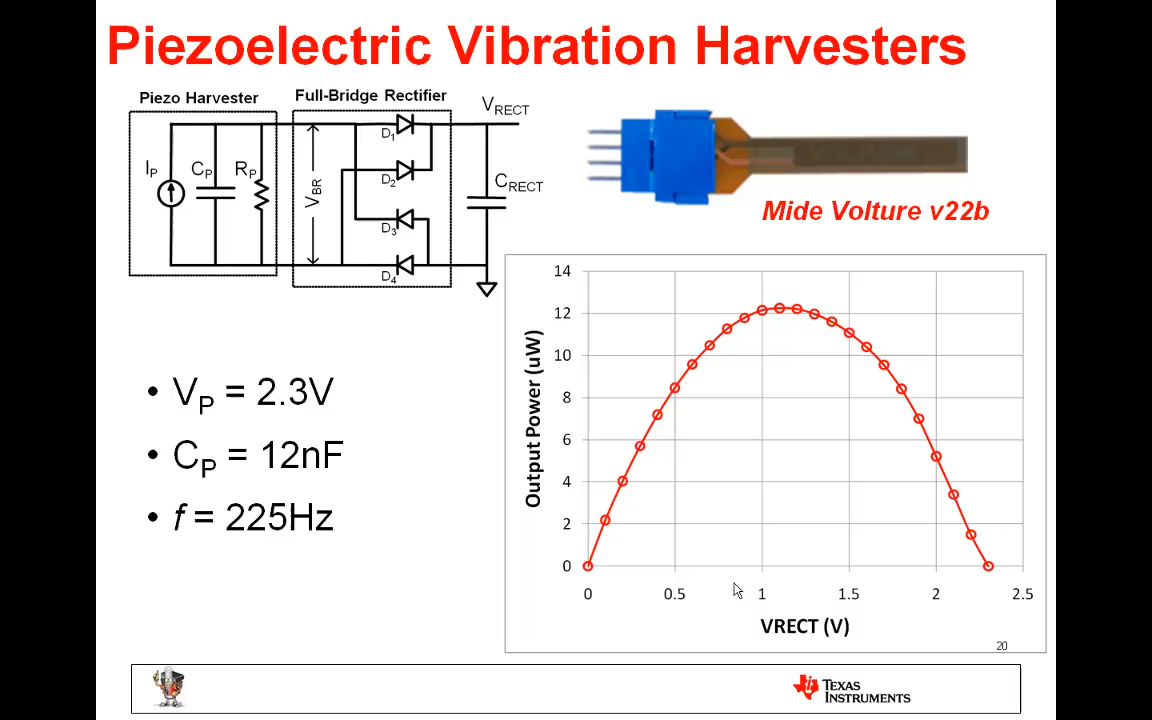 Piezoelectric Vibration Harvesters
Piezo Harvester
Full-Bridge Rectifier
VRECT
D1
D2
D3
D4
IP
CP
RP
VBR
CRECT
Mide Volture v22b
• VP = 2.3V
• CP = 12nF
• f = 225Hz
Output Power (uW)
14
12
10
8
6
4
2
0
0 0.5 1 1.5 2 2.5
VRECT (V)
20
TEXAS
INSTRUMENTS